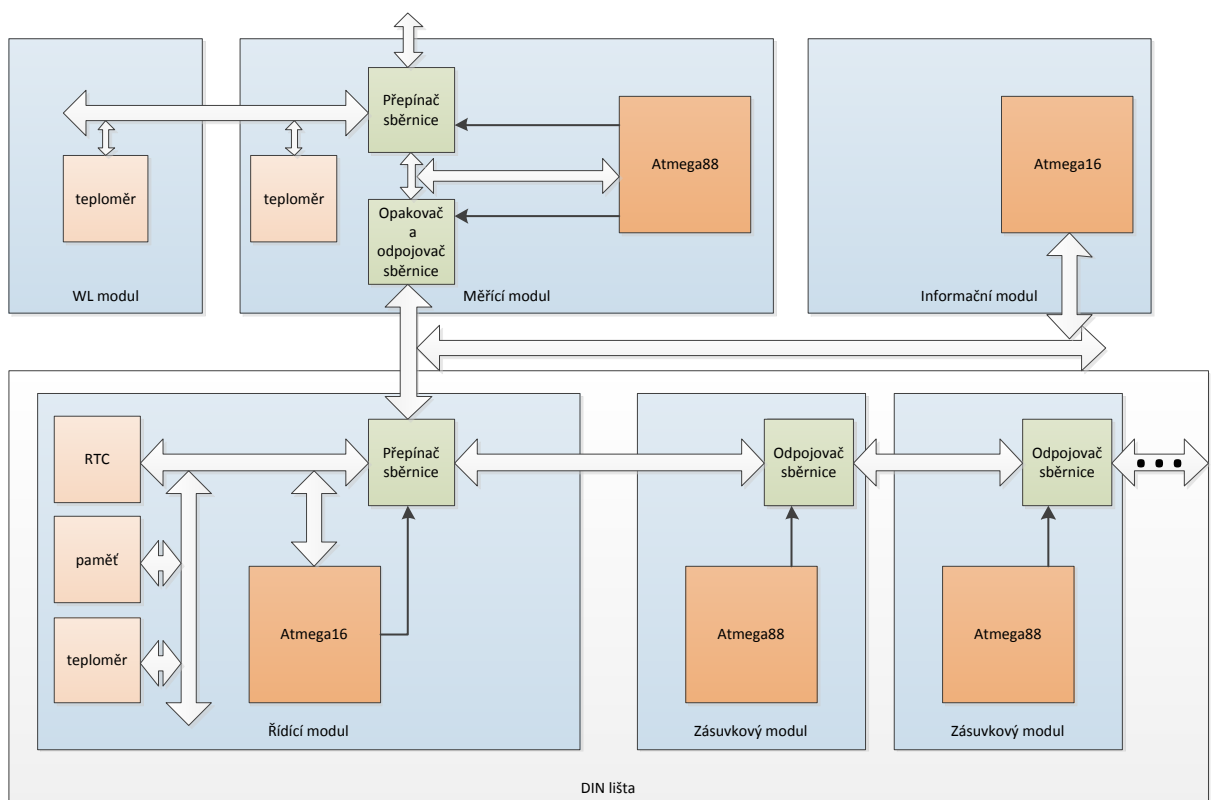 Přepínač
sběrnice
Atmega88
Atmega16
teploměr
teploměr
Opakovač
a
odpojovač
sběrnice
WL modul
Měřící modul
Informační modul
RTC
Přepínač
sběrnice
Odpojovač
sběrnice
Odpojovač
sběrnice
paměť
Atmega16
Atmega88
Atmega88
teploměr
Řídící modul
Zásuvkový modul
Zásuvkový modul
DIN lišta